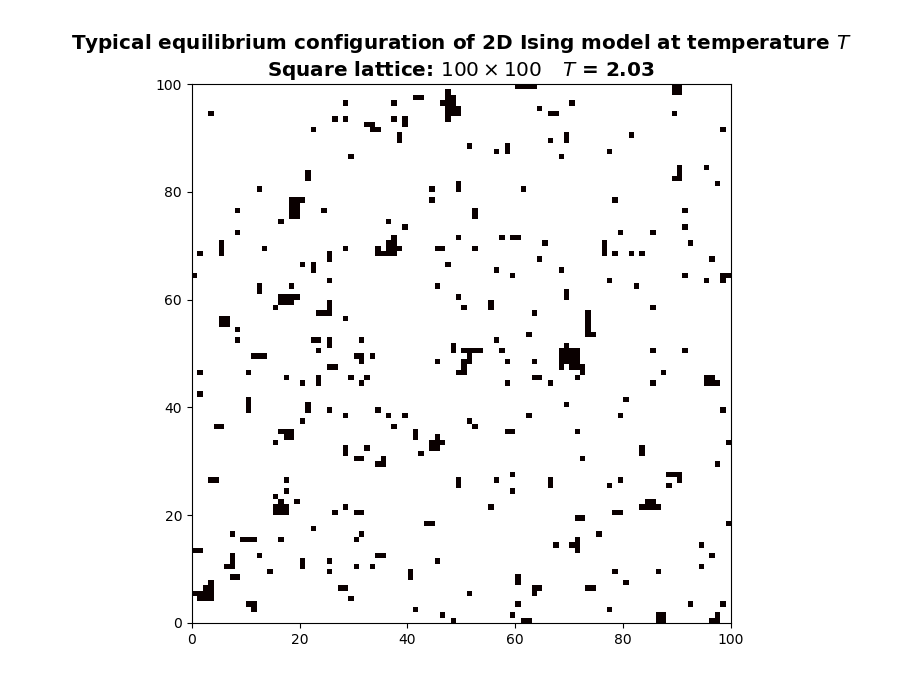 Typical equilibrium configuration of 2D Ising model at temperature T
Square lattice: 100 × 100 T = 2.03
100
80
60
40
20
0
0 20 40 60 80 100